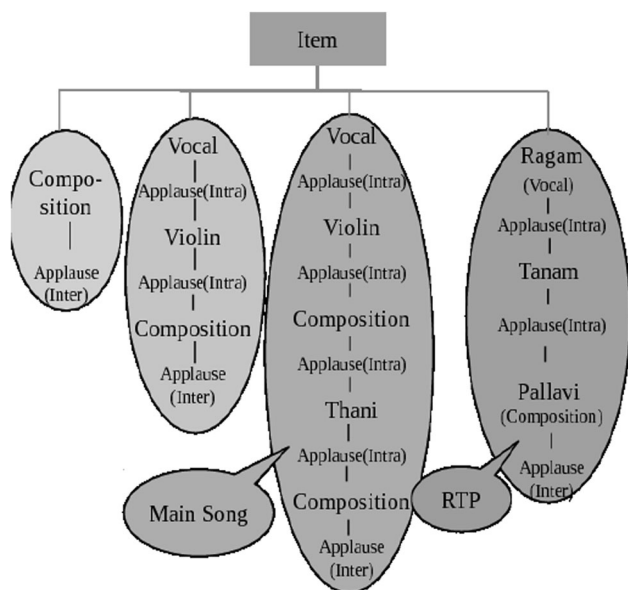 Item
Compo-
sition
Applause
(Inter)
Vocal
Applause(Intra)
Violin
Applause(Intra)
Composition
Applause
(Inter)
Vocal
Applause(Intra)
Violin
Applause(Intra)
Composition
Applause(Intra)
Thani
Applause(Intra)
Composition
Applause
(Inter)
Main Song
Ragam
(Vocal)
Applause(Intra)
Tanam
Applause(Intra)
Pallavi
(Composition)
Applause
(Inter)
RTP